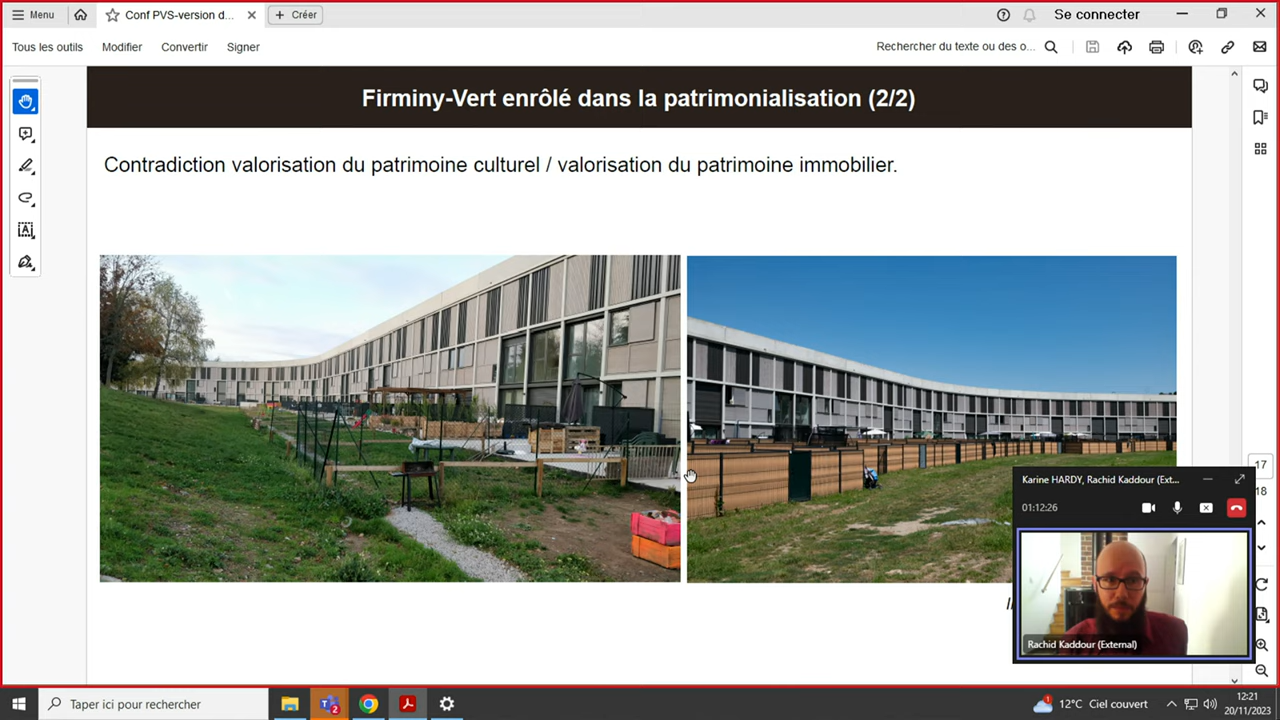 Menu
Conf PVS-version d...
Créer
Se connecter
Tous les outils
Modifier
Convertir
Signer
Rechercher du texte ou des o...
Firminy-Vert enrôlé dans la patrimonialisation (2/2)
Contradiction valorisation du patrimoine culturel / valorisation du patrimoine immobilier.
17
18
Karine HARDY, Rachid Kaddour (Ext...
01:12:26
Rachid Kaddour (External)
Taper ici pour rechercher
12°C Ciel couvert
12:21
20/11/2023